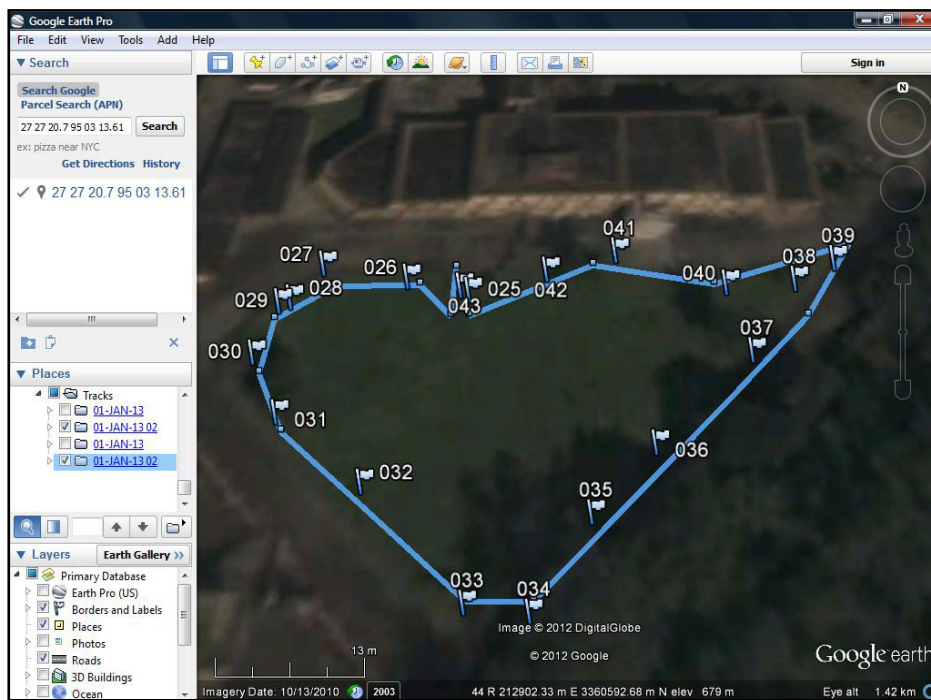 Google Earth Pro
File Edit View Tools Add Help
Search
Sign in
Search Google
Parcel Search (APN)
27 27 20.7 95 03 13.61 Search
ex: pizza near NYC
Get Directions History
27 27 20.7 95 03 13.61
Places
Tracks
01-JAN-13
01-JAN-13 02
01-JAN-13
01-JAN-13 02
Layers Earth Gallery >>
Primary Database
Earth Pro (US)
Borders and Labels
Places
Photos
Roads
3D Buildings
Ocean
N
041
039
027
026
038
040
029
028
043
025
042
030
037
031
036
032
035
033
034
Image © 2012 DigitalGlobe
13 m
© 2012 Google
Google earth
Imagery Date: 10/13/2010 2003 44 R 212902.33 m E 3360592.68 m N elev 679 m Eye alt 1.42 km